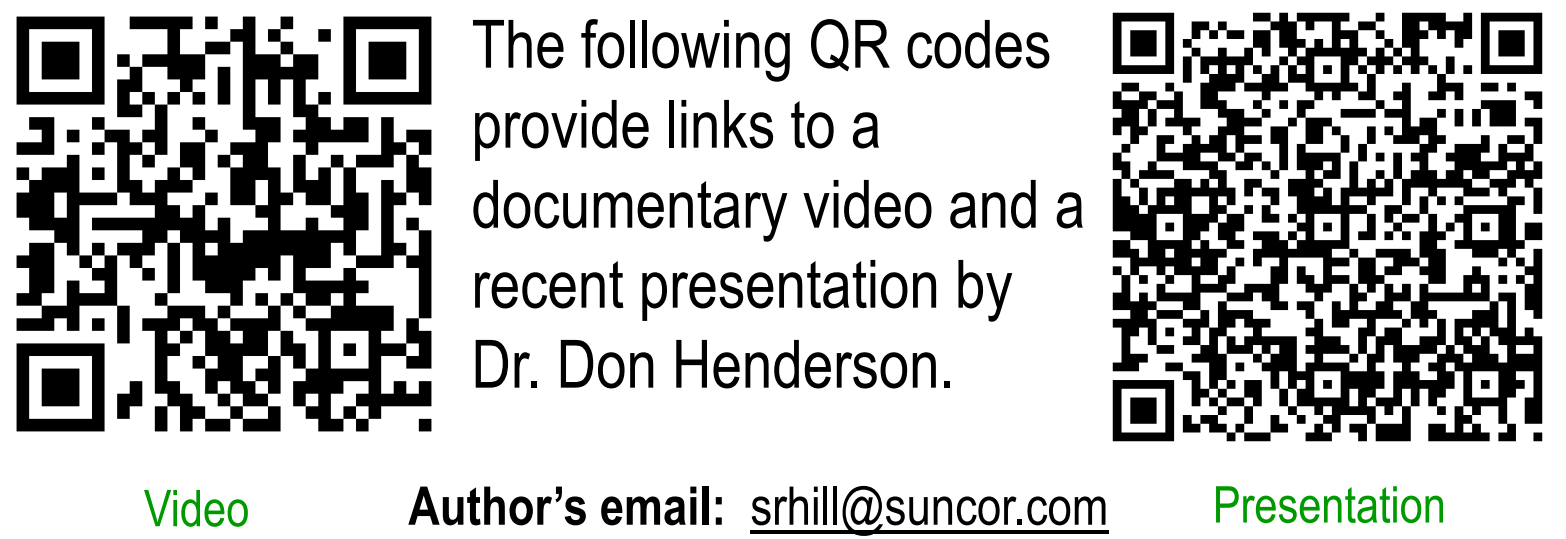 The following QR codes
provide links to a
documentary video and a
recent presentation by
Dr. Don Henderson.
Video
Author's email: srhill@suncor.com
Presentation